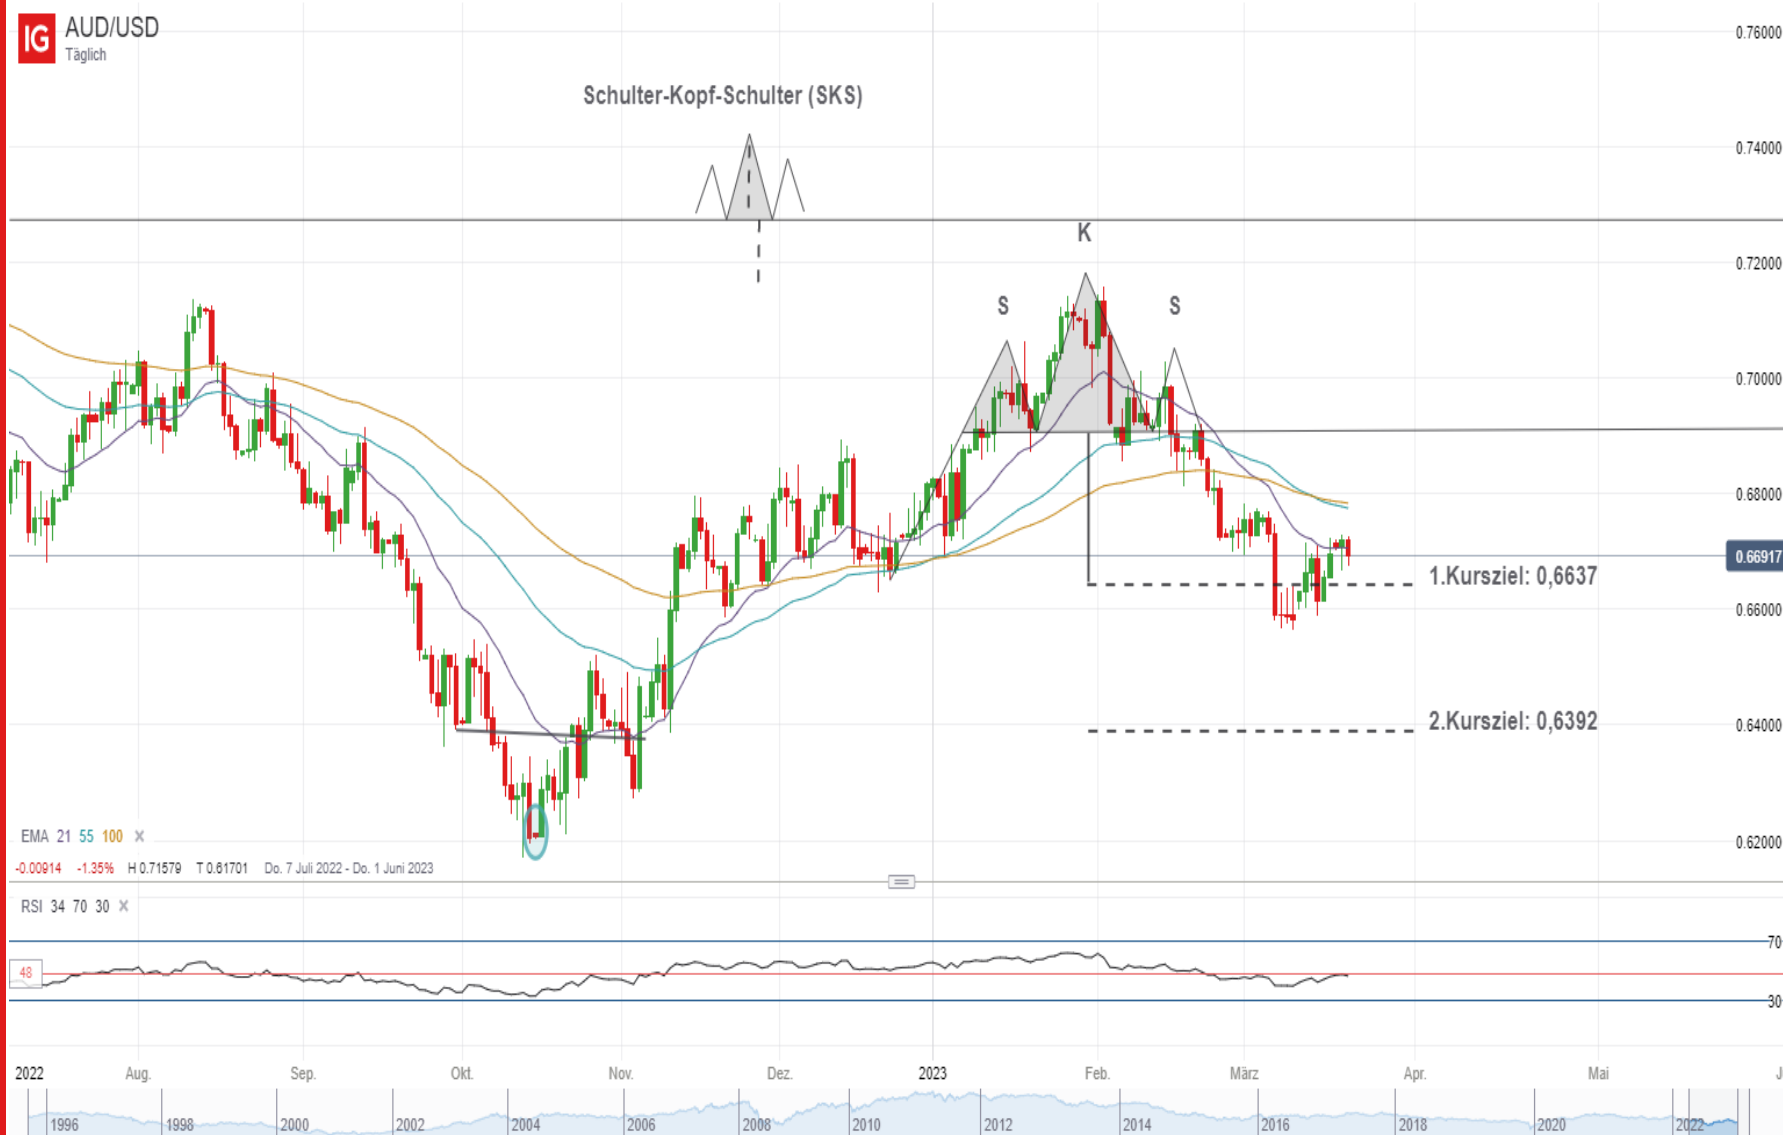 IG
AUD/USD
Täglich
Schulter-Kopf-Schulter (SKS)
K
S
S
0.76000
0.74000
0.72000
0.70000
0.68000
0.66917
0.66000
0.64000
0.62000
1.Kursziel: 0,6637
2.Kursziel: 0,6392
EMA 21 55 100 ×
-0.00914 -1.35% H 0.71579 T 0.61701 Do. 7 Juli 2022 - Do. 1 Juni 2023
RSI 34 70 30 ×
70
48
30
2022 Aug. Sep. Okt. Nov. Dez. 2023 Feb. März Apr. Mai J
1996 1998 2000 2002 2004 2006 2008 2010 2012 2014 2016 2018 2020 2022